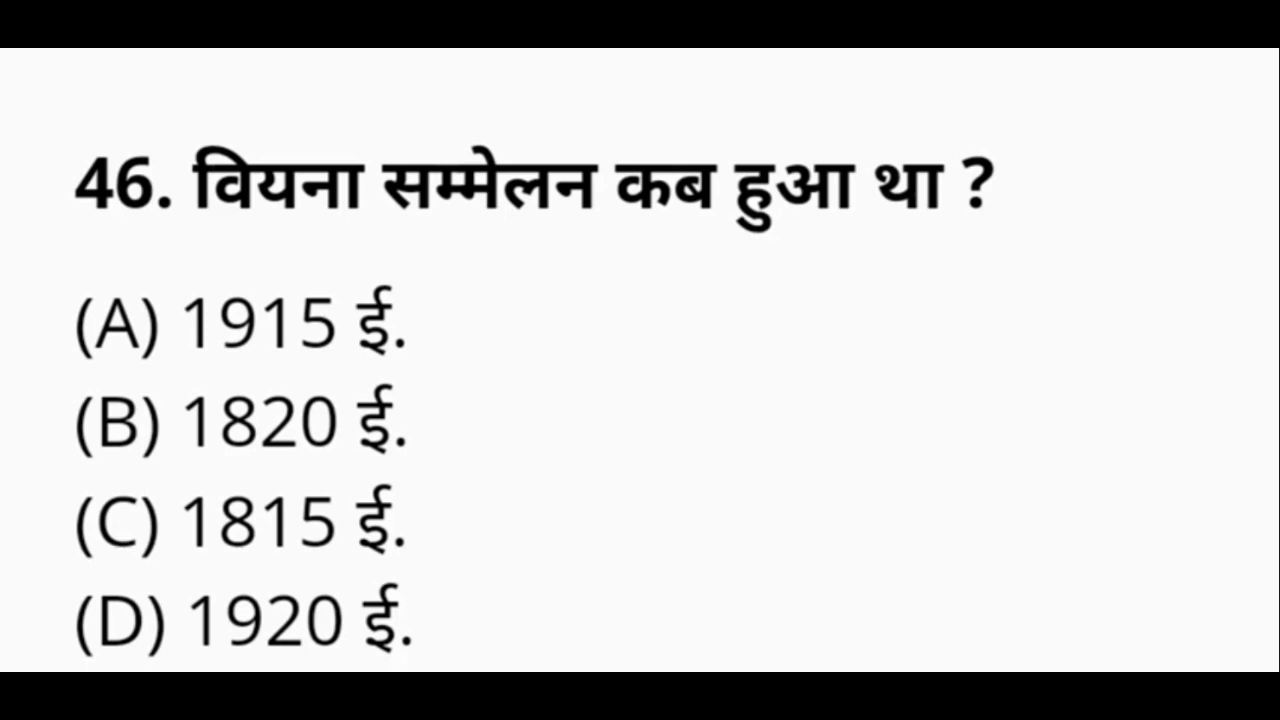 46. वियना सम्मेलन कब हुआ था ?
(A) 1915 ई.
(B) 1820 ई.
(C) 1815 ई.
(D) 1920 ई.